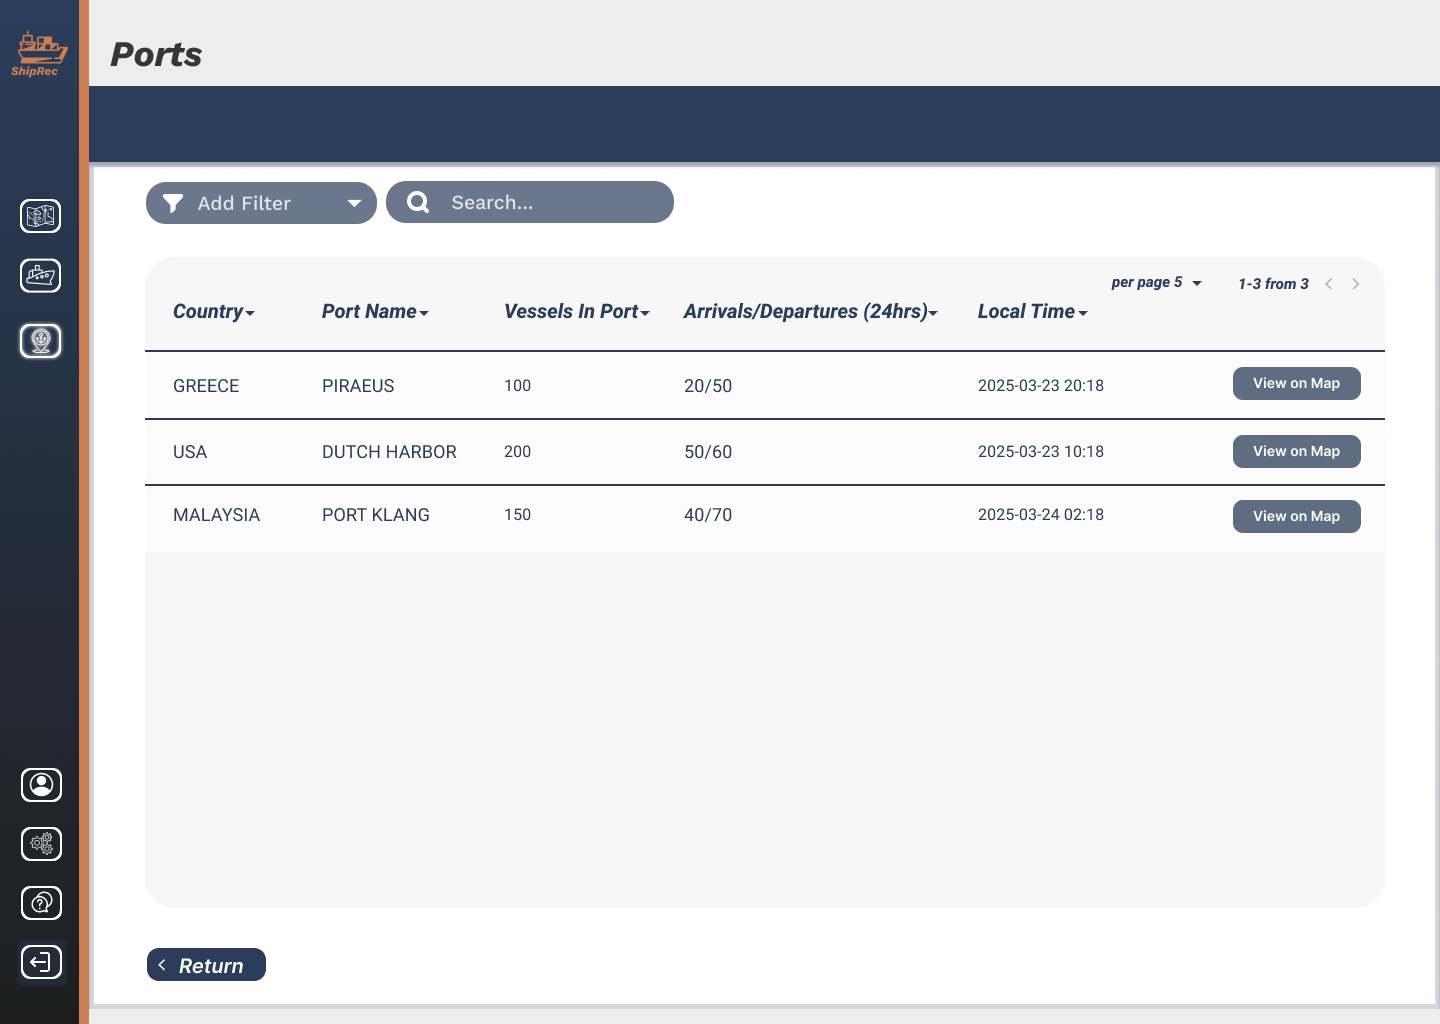 ShipRec
Ports
Add Filter
Search...
per page 5
1-3 from 3
Country Port Name Vessels In Port Arrivals/Departures (24hrs) Local Time
GREECE PIRAEUS 100 20/50 2025-03-23 20:18 View on Map
USA DUTCH HARBOR 200 50/60 2025-03-23 10:18 View on Map
MALAYSIA PORT KLANG 150 40/70 2025-03-24 02:18 View on Map
Return